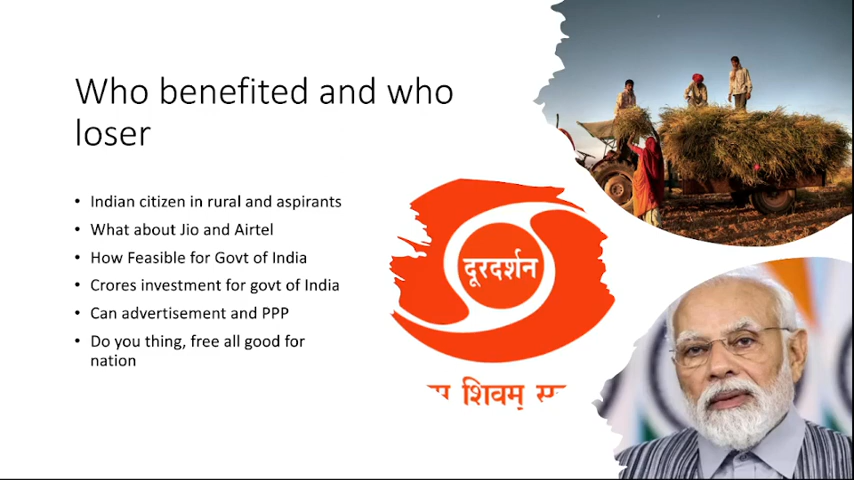 Who benefited and who
loser
• Indian citizen in rural and aspirants
• What about Jio and Airtel
• How Feasible for Govt of India
• Crores investment for govt of India
• Can advertisement and PPP
• Do you thing, free all good for
nation
दूरदर्शन
शिवम्